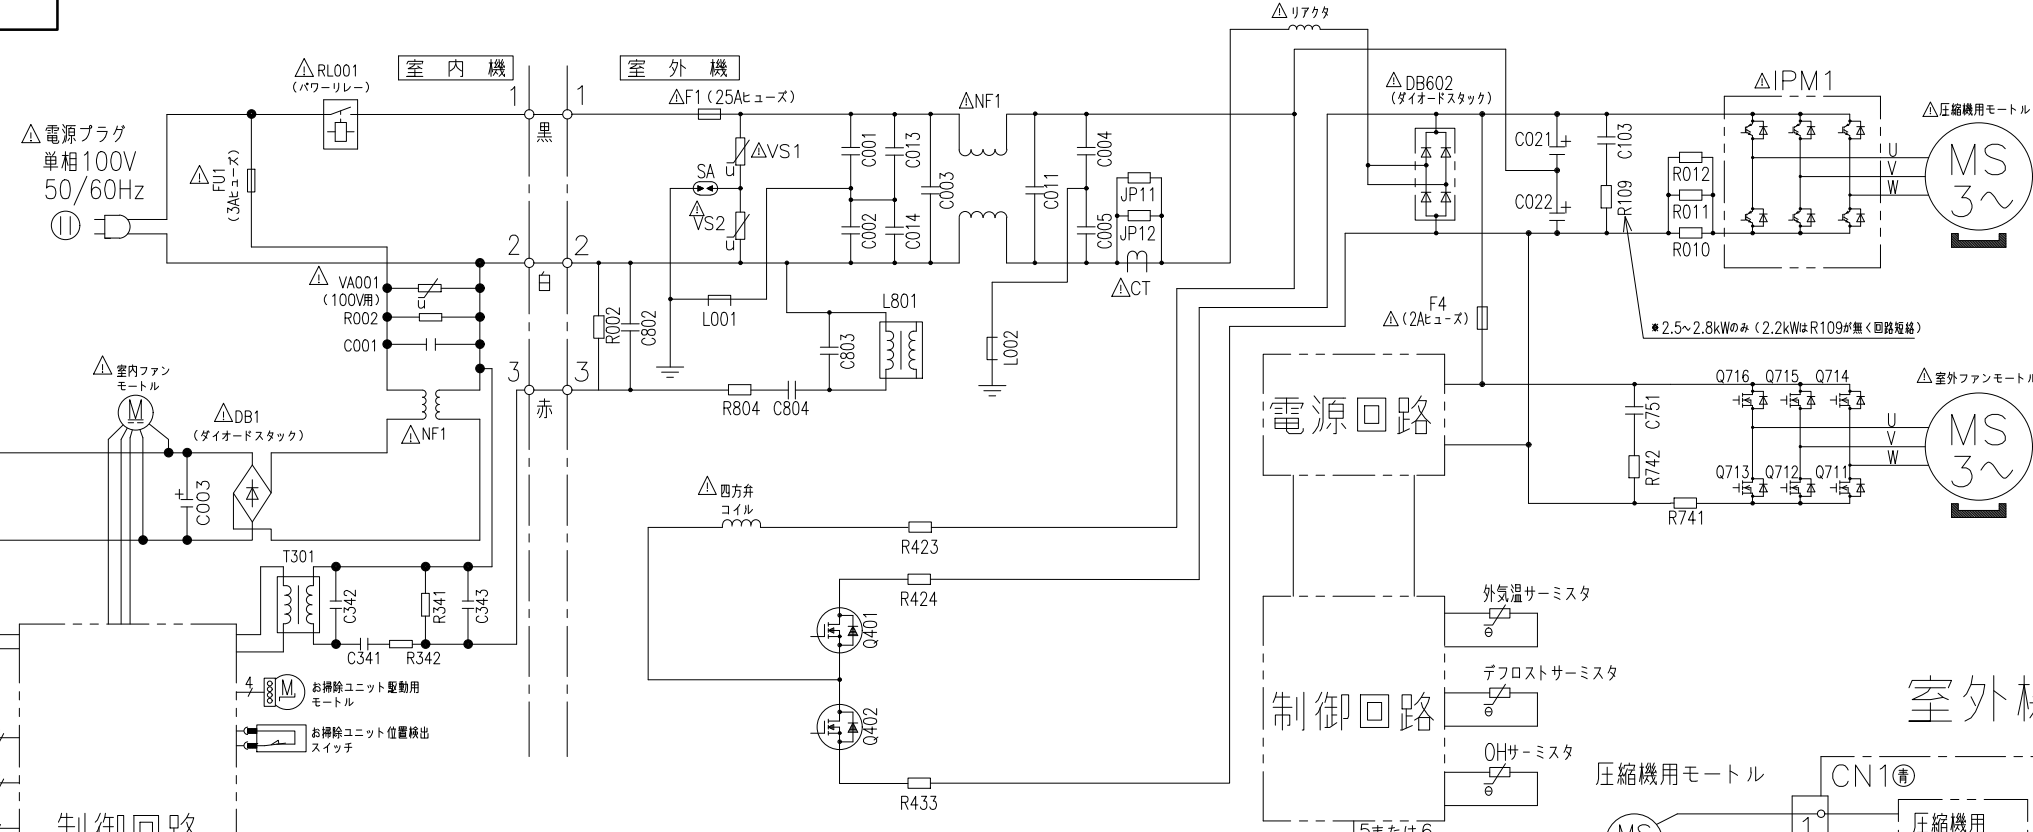 ⚠ リアクタ
⚠ RL001
(パワーリレー)
室 内 機
室 外 機
⚠ 電源プラグ
単相100V
50/60Hz
⚠ FU1
(3Aヒューズ)
1
1
黒
2
2
白
3
3
赤
⚠F1 (25Aヒューズ)
⚠NF1
SA
⚠VS1
⚠
VS2
C001
C013
C002
C014
C003
C011
C004
C005
JP11
JP12
⚠CT
⚠ DB602
(ダイオードスタック)
C021
C022
C103
R109
R012
R011
R010
⚠IPM1
U
V
W
⚠圧縮機用モートル
MS
3～
⚠ VA001
(100V用)
R002
C001
⚠NF1
R002
C802
L001
C803
L801
R804
C804
L002
F4
⚠(2Aヒューズ)
※2.5～2.8kWのみ (2.2kWはR109が無く回路短絡)
⚠ 室内ファン
モートル
M
⚠DB1
(ダイオードスタック)
C003
T301
C342
R341
C343
C341
R342
4
M
お掃除ユニット駆動用
モートル
お掃除ユニット位置検出
スイッチ
制御回路
⚠ 四方弁
コイル
R423
R424
Q401
Q402
R433
電源回路
C751
R742
R741
Q716
Q715
Q714
Q713
Q712
Q711
U
V
W
⚠ 室外ファンモートル
MS
3～
制御回路
外気温サーミスタ
θ
デフロストサーミスタ
θ
OHサーミスタ
θ
5または6
室外機
圧縮機用モートル
CN1 青
MS
1
圧縮機用